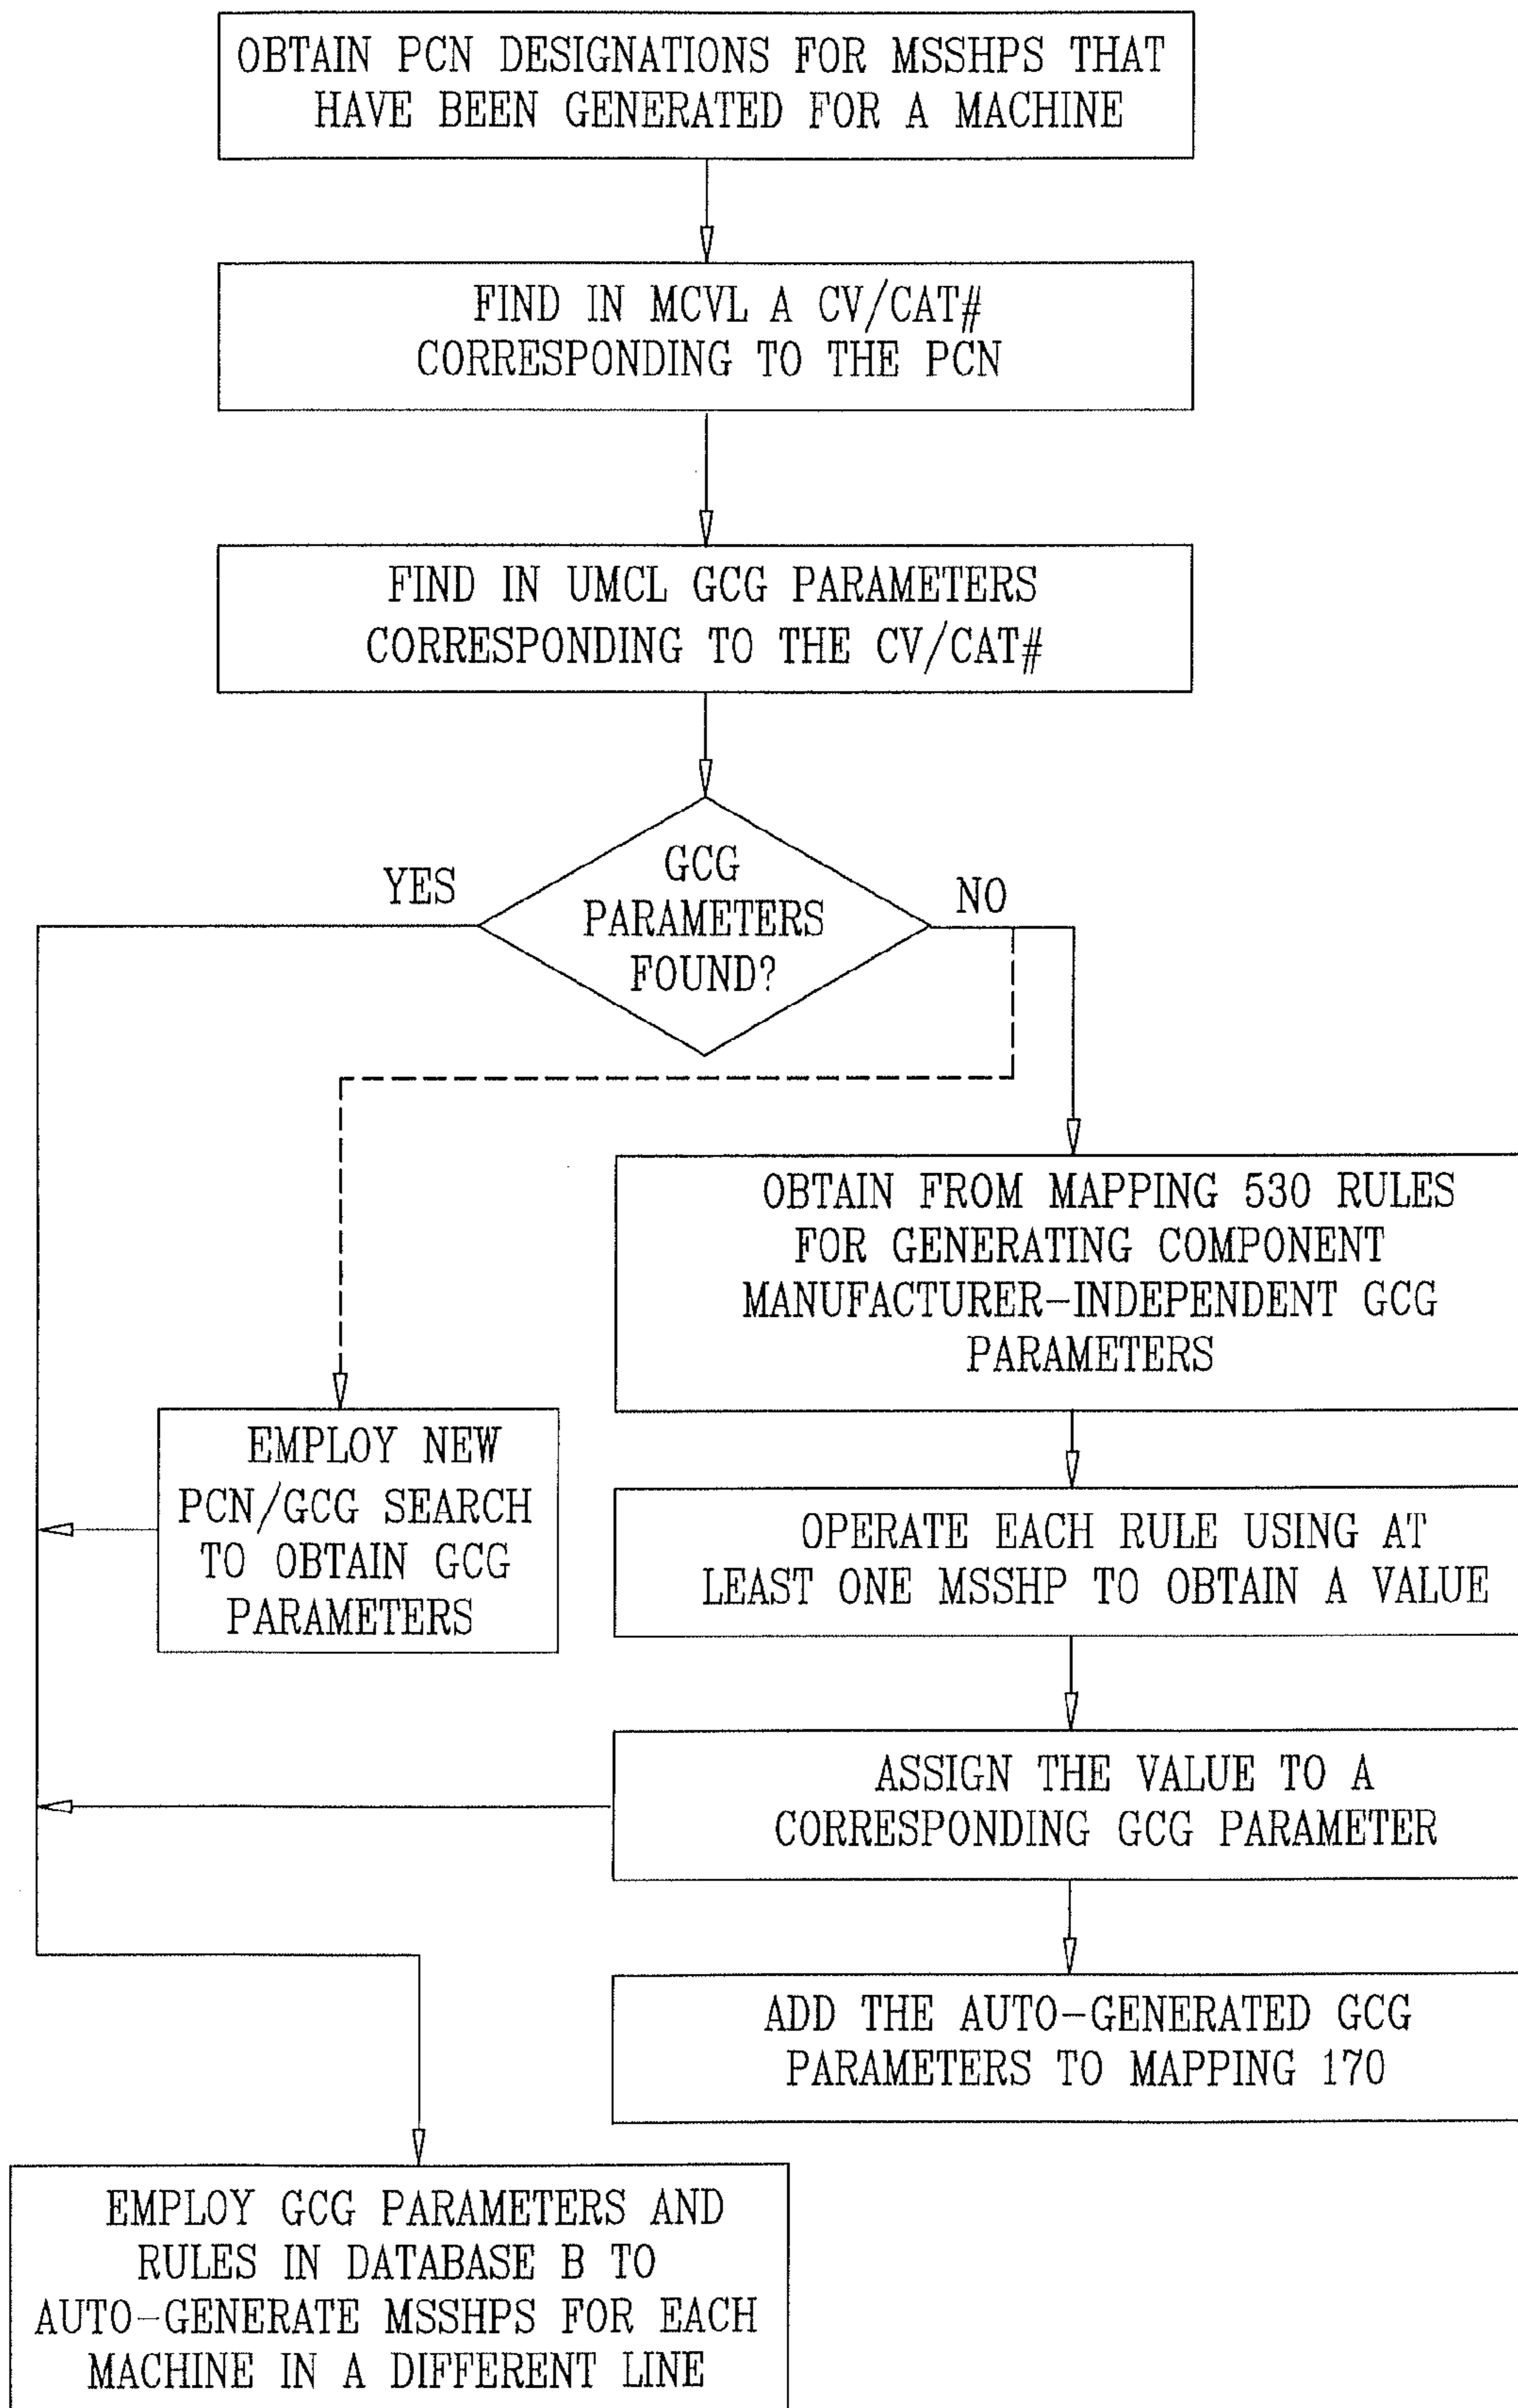 OBTAIN PCN DESIGNATIONS FOR MSSHPS THAT
HAVE BEEN GENERATED FOR A MACHINE
FIND IN MCVL A CV/CAT#
CORRESPONDING TO THE PCN
FIND IN UMCL GCG PARAMETERS
CORRESPONDING TO THE CV/CAT#
GCG
PARAMETERS
FOUND?
YES
NO
OBTAIN FROM MAPPING 530 RULES
FOR GENERATING COMPONENT
MANUFACTURER-INDEPENDENT GCG
PARAMETERS
EMPLOY NEW
PCN/GCG SEARCH
TO OBTAIN GCG
PARAMETERS
OPERATE EACH RULE USING AT
LEAST ONE MSSHP TO OBTAIN A VALUE
ASSIGN THE VALUE TO A
CORRESPONDING GCG PARAMETER
ADD THE AUTO-GENERATED GCG
PARAMETERS TO MAPPING 170
EMPLOY GCG PARAMETERS AND
RULES IN DATABASE B TO
AUTO-GENERATE MSSHPS FOR EACH
MACHINE IN A DIFFERENT LINE